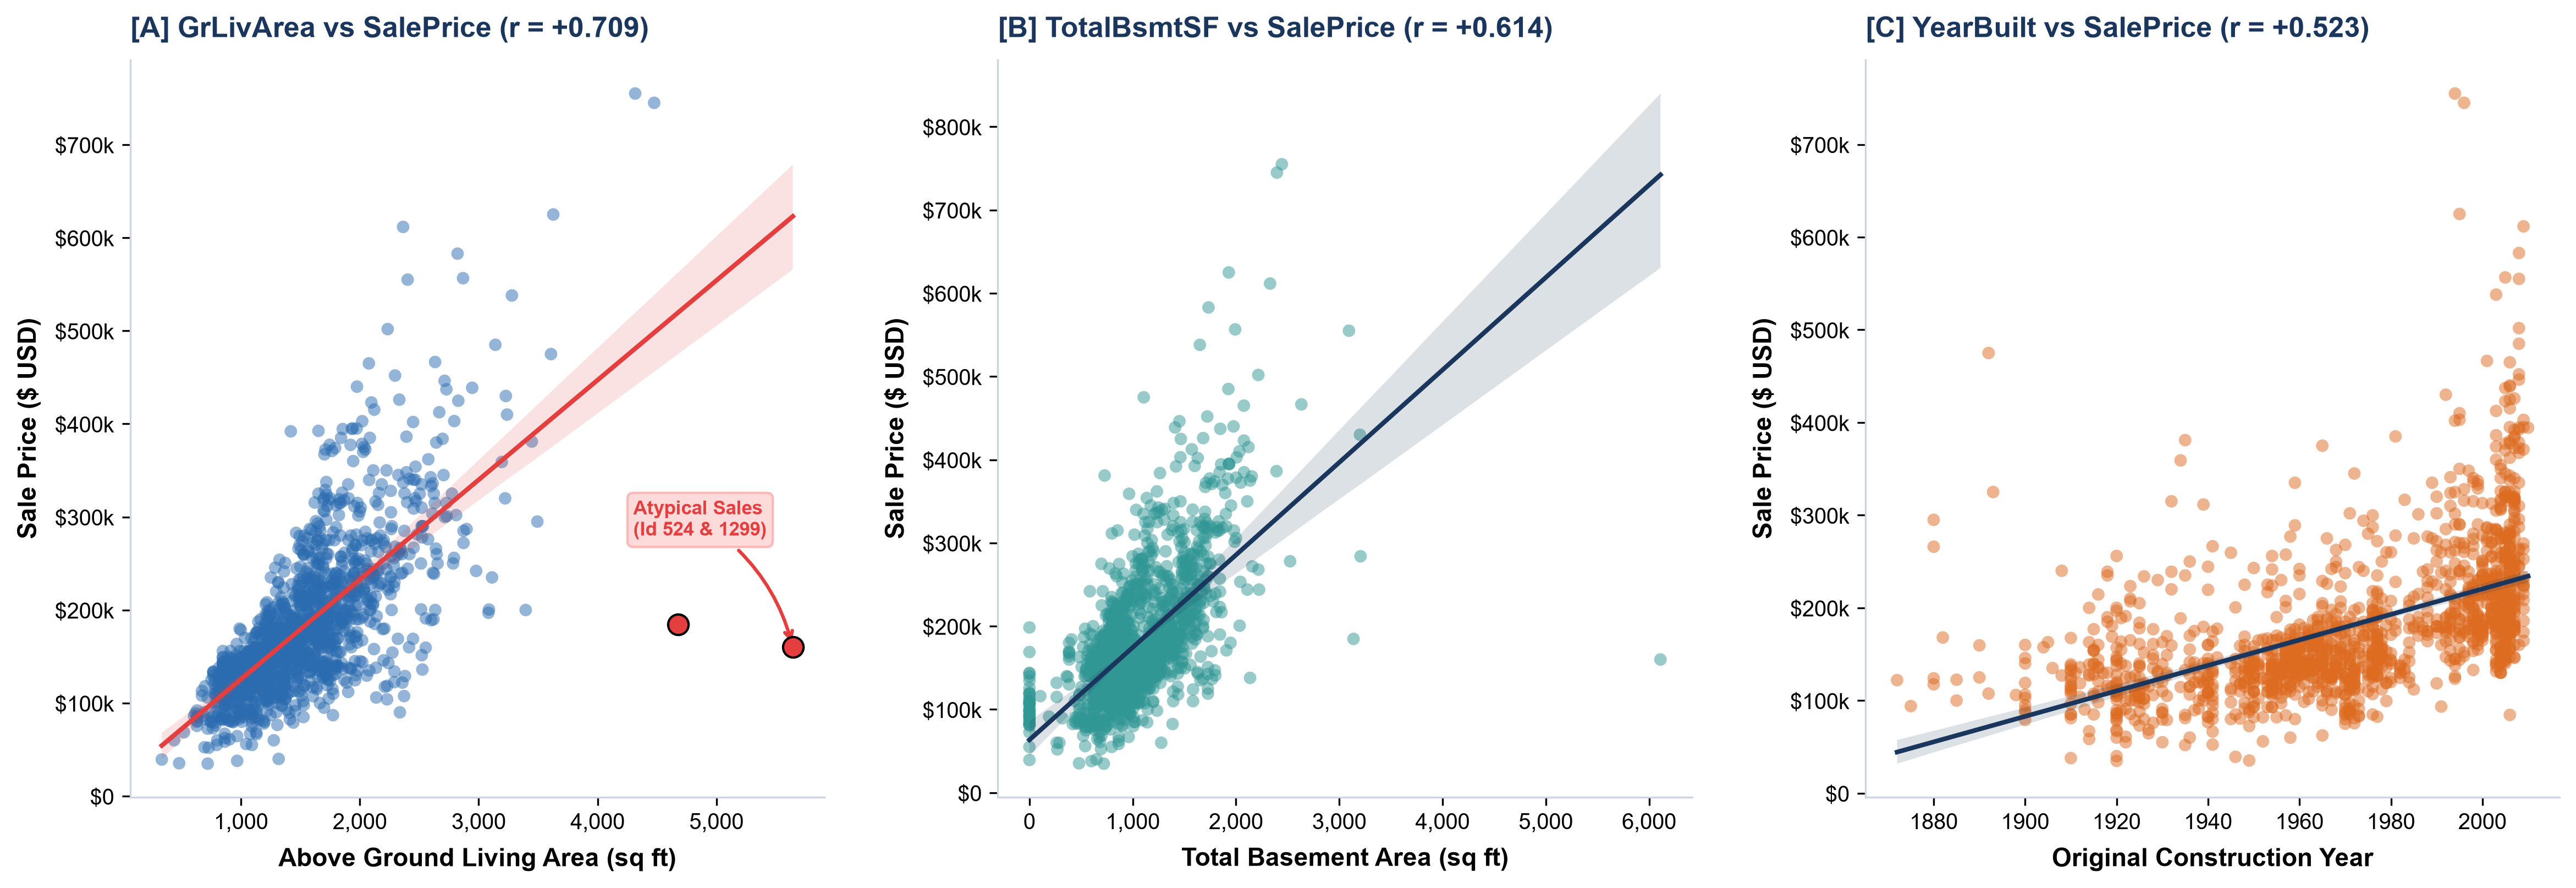 [A] GrLivArea vs SalePrice (r = +0.709)
Sale Price ($ USD)
$700k
$600k
$500k
$400k
$300k
$200k
$100k
$0
Atypical Sales
(Id 524 & 1299)
1,000
2,000
3,000
4,000
5,000
Above Ground Living Area (sq ft)
[B] TotalBsmtSF vs SalePrice (r = +0.614)
Sale Price ($ USD)
$800k
$700k
$600k
$500k
$400k
$300k
$200k
$100k
$0
0
1,000
2,000
3,000
4,000
5,000
6,000
Total Basement Area (sq ft)
[C] YearBuilt vs SalePrice (r = +0.523)
Sale Price ($ USD)
$700k
$600k
$500k
$400k
$300k
$200k
$100k
$0
1880
1900
1920
1940
1960
1980
2000
Original Construction Year